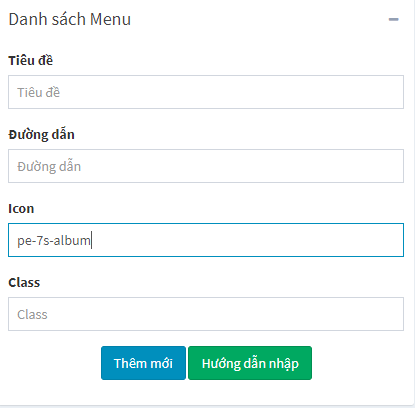 Danh sách Menu
Tiêu đề
Tiêu đề
Đường dẫn
Đường dẫn
Icon
pe-7s-album
Class
Class
Thêm mới Hướng dẫn nhập